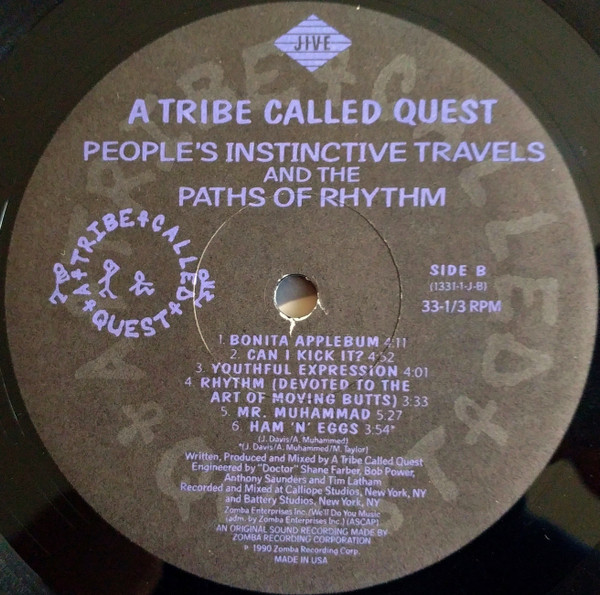 JIVE
A TRIBE CALLED QUEST
PEOPLE'S INSTINCTIVE TRAVELS
AND THE
PATHS OF RHYTHM
A+TRIBE+CALLED
+QUEST+
SIDE B
(1331-1-J-B)
33-1/3 RPM
1. BONITA APPLEBUM 4:11
2. CAN I KICK IT? 4:52
3. YOUTHFUL EXPRESSION 4:01
4. RHYTHM (DEVOTED TO THE
ART OF MOVING BUTTS) 3:33
5. MR. MUHAMMAD 5:27
6. HAM 'N' EGGS 3:54*
(J. Davis/A. Muhammed)
*(J. Davis/A. Muhammed/M. Taylor)
Written, Produced and Mixed by A Tribe Called Quest
Engineered by "Doctor" Shane Farber, Bob Power,
Anthony Saunders and Tim Latham
Recorded and Mixed at Calliope Studios, New York, NY
and Battery Studios, New York, NY
Zomba Enterprises Inc./We'll Do You Music
(adm. by Zomba Enterprises Inc.) (ASCAP)
AN ORIGINAL SOUND RECORDING MADE BY
ZOMBA RECORDING CORPORATION
℗ 1990 Zomba Recording Corp.
MADE IN USA
A TRIBE+CALLED+